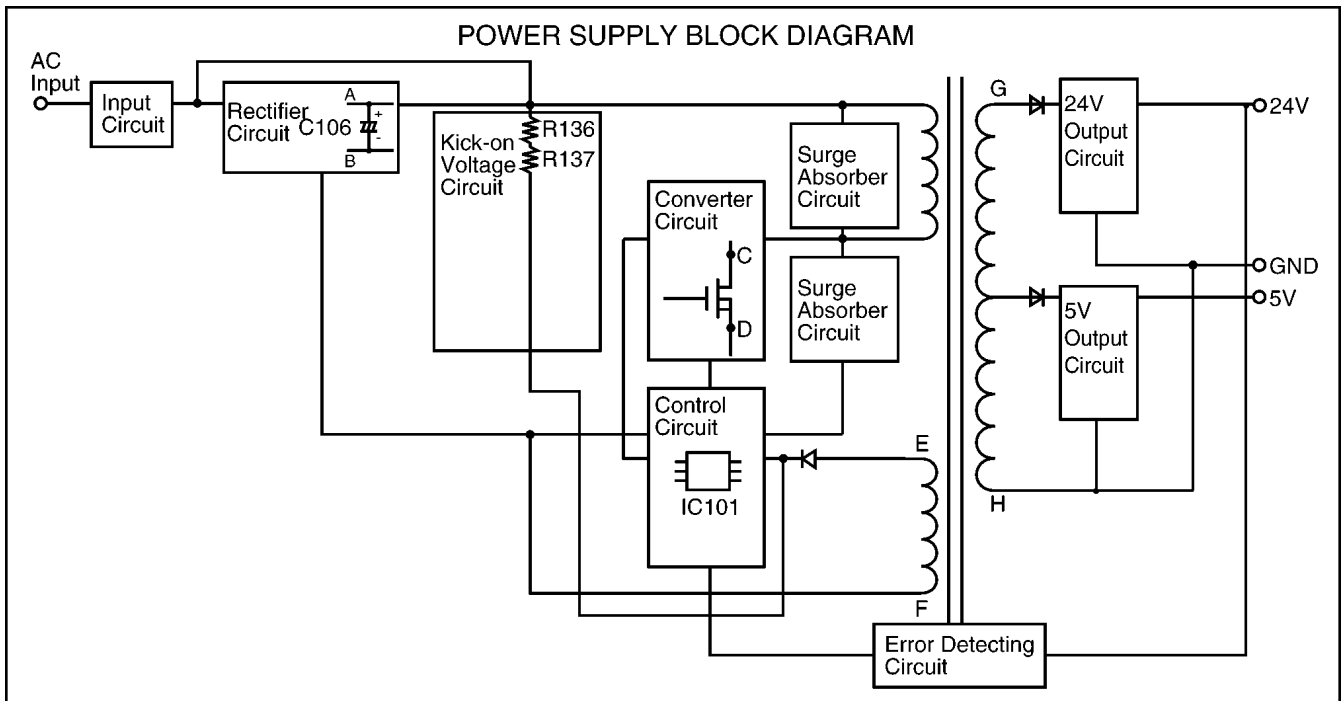 POWER SUPPLY BLOCK DIAGRAM
AC
Input
Input
Circuit
Rectifier
Circuit
C106
A
+
-
B
Kick-on
Voltage
Circuit
R136
R137
Converter
Circuit
C
D
Surge
Absorber
Circuit
Surge
Absorber
Circuit
Control
Circuit
IC101
E
F
G
H
24V
Output
Circuit
5V
Output
Circuit
24V
GND
5V
Error Detecting
Circuit